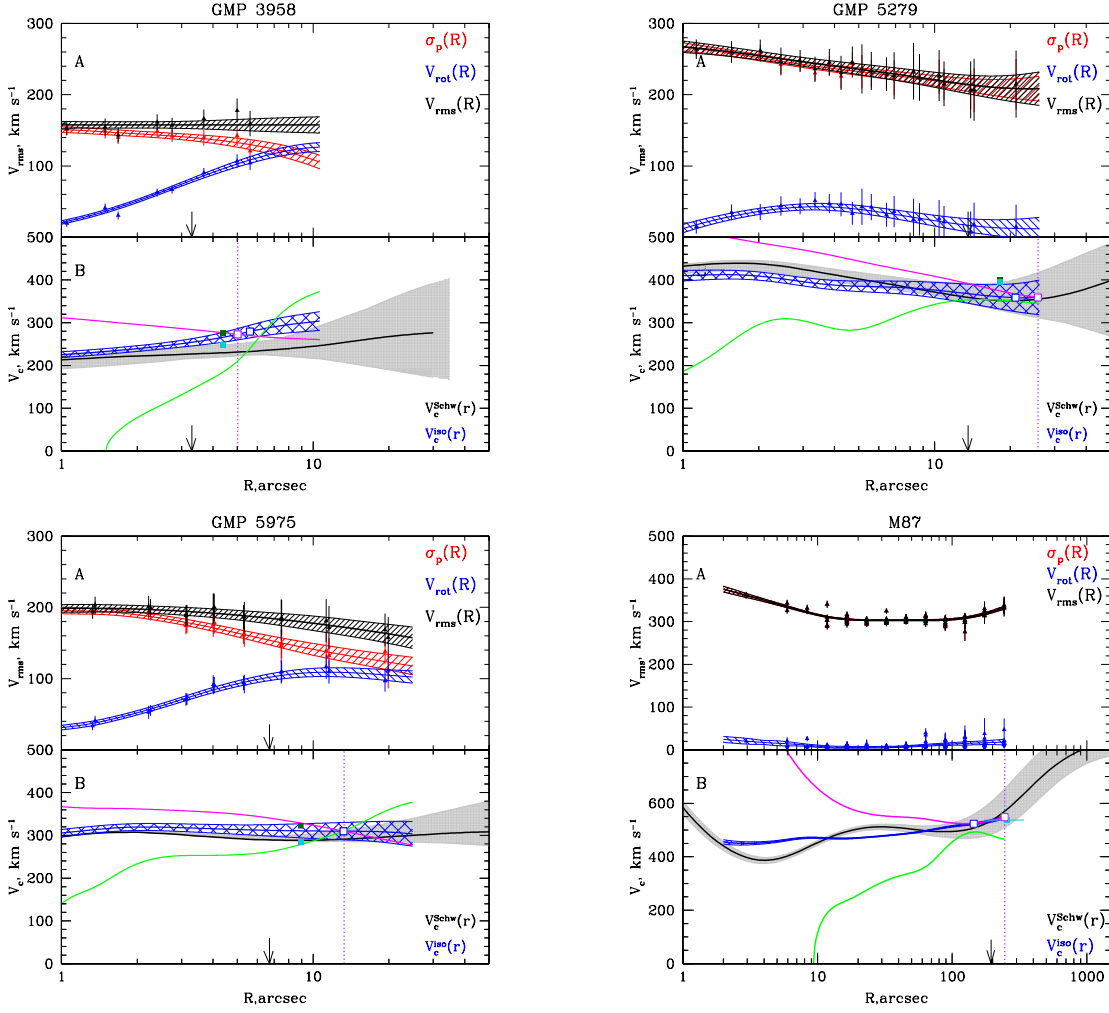 GMP 3958
300
200
100
500
400
300
200
100
0
A
σp(R)
Vrot(R)
Vrms(R)
Vrms, km s⁻¹
B
Vc, km s⁻¹
VcSchw(r)
Vciso(r)
1
10
R,arcsec
GMP 5279
300
200
100
500
400
300
200
100
0
A
σp(R)
Vrot(R)
Vrms(R)
Vrms, km s⁻¹
B
Vc, km s⁻¹
VcSchw(r)
Vciso(r)
1
10
R,arcsec
GMP 5975
300
200
100
500
400
300
200
100
0
A
σp(R)
Vrot(R)
Vrms(R)
Vrms, km s⁻¹
B
Vc, km s⁻¹
VcSchw(r)
Vciso(r)
1
10
R,arcsec
M87
500
400
300
200
100
0
600
400
200
0
A
σp(R)
Vrot(R)
Vrms(R)
Vrms, km s⁻¹
B
Vc, km s⁻¹
VcSchw(r)
Vciso(r)
1
10
100
1000
R,arcsec